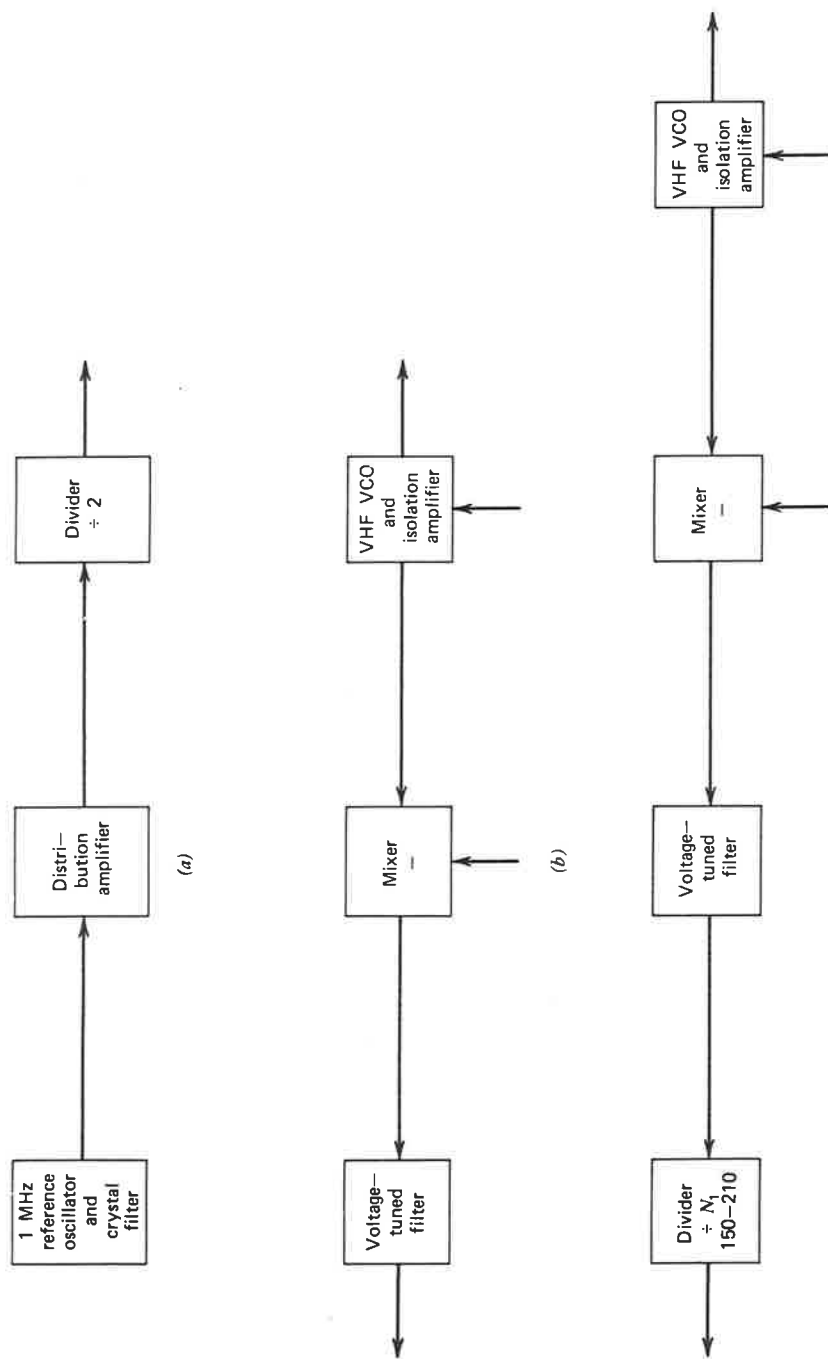 1 MHz
reference
oscillator
and
crystal
filter
Distri—
bution
amplifier
Divider
÷ 2
(a)
Voltage—
tuned
filter
Mixer
—
VHF VCO
and
isolation
amplifier
(b)
Divider
÷ N₁
150–210
Voltage—
tuned
filter
Mixer
—
VHF VCO
and
isolation
amplifier